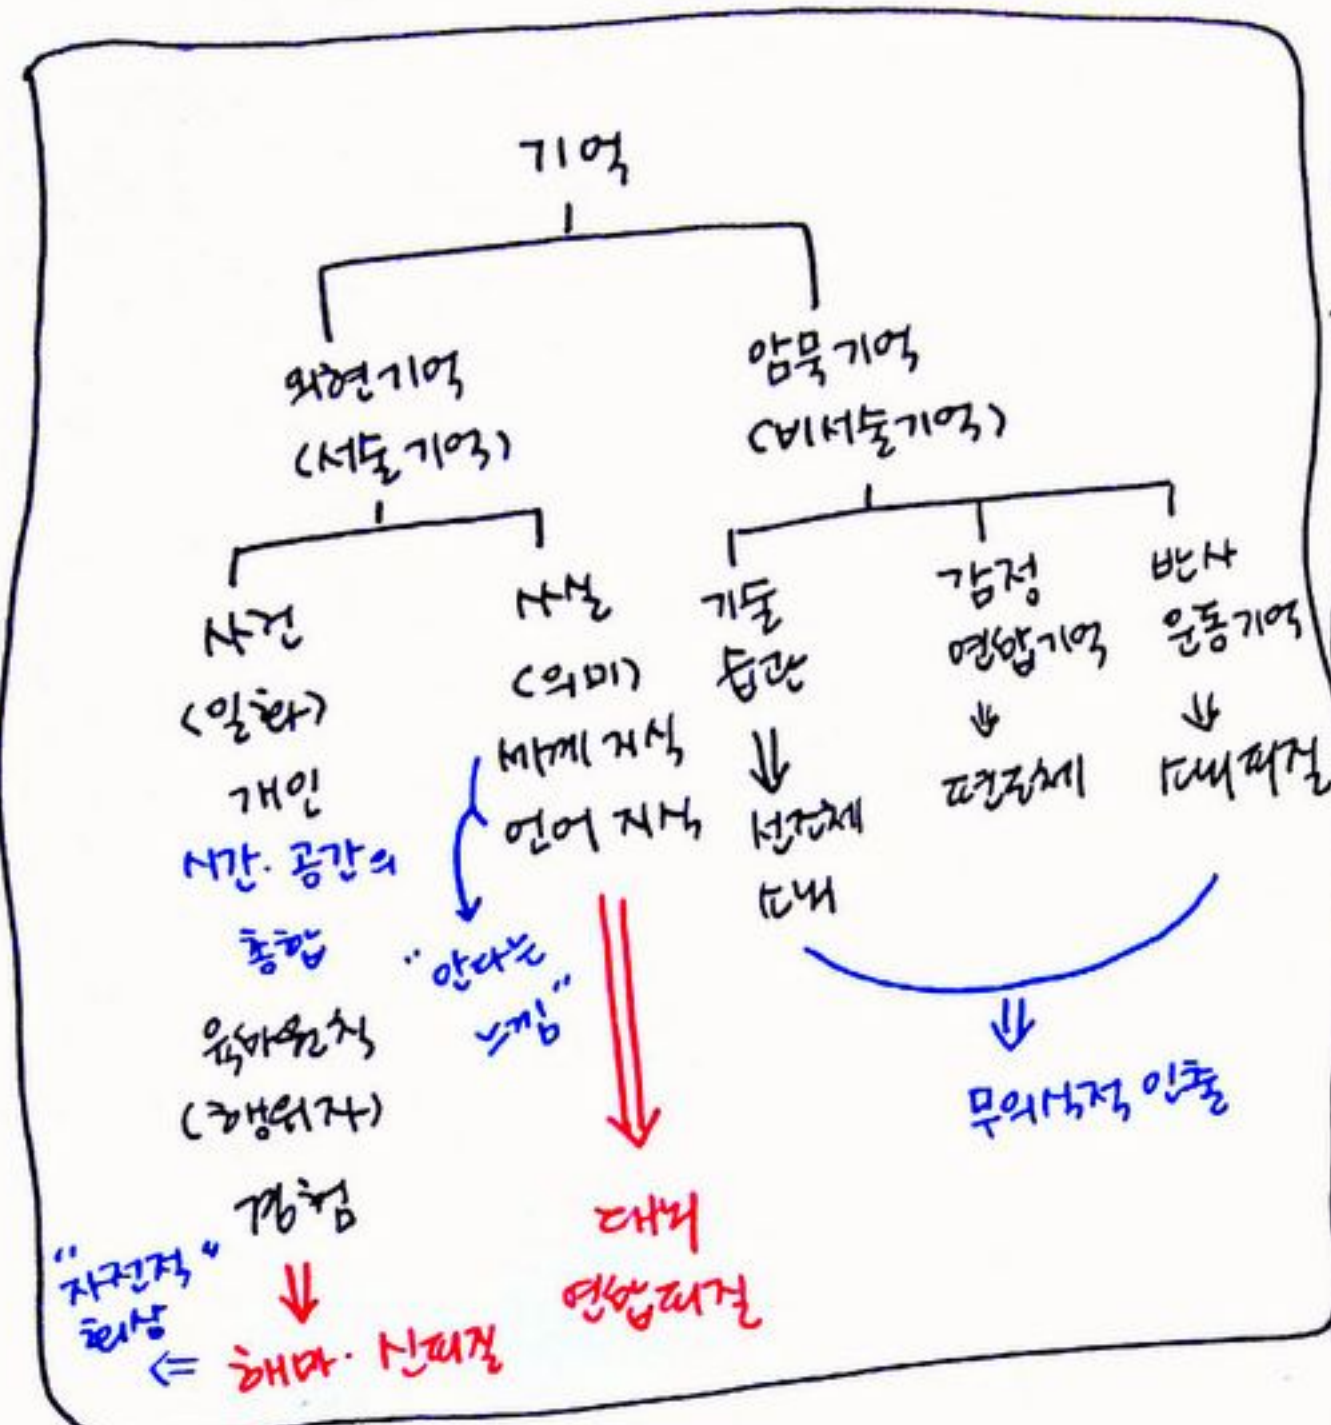 기억
외현기억
(서술기억)
암묵기억
(비서술기억)
사건
(일화)
개인
시간·공간의
총합
육하원칙
(행위자)
경험
"자전적"
회상
⇐ 해마·신피질
사실
(의미)
세계 지식
언어 지식
"안다는
느낌"
대뇌
연합피질
기술
습관
선조체
소뇌
감정
연합기억
편도체
반사
운동기억
소뇌피질
무의식적 인출